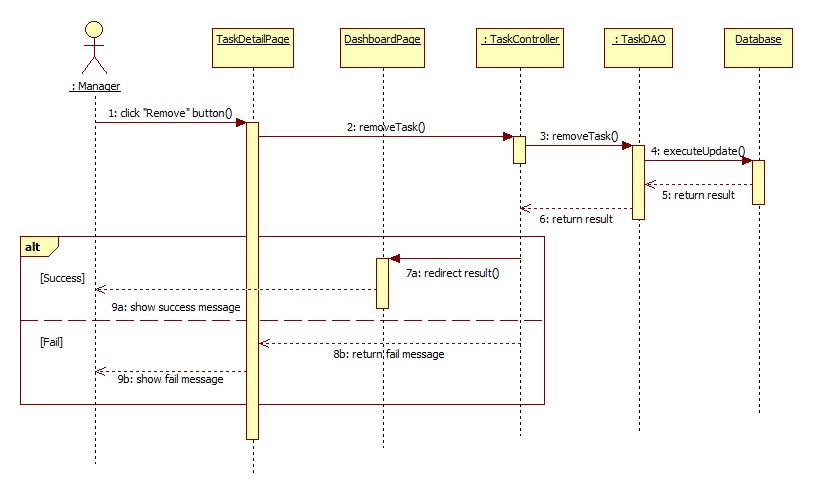 TaskDetailPage
DashboardPage
: TaskController
: TaskDAO
Database
: Manager
1: click "Remove" button()
2: removeTask()
3: removeTask()
4: executeUpdate()
5: return result
6: return result
alt
7a: redirect result()
[Success]
9a: show success message
[Fail]
8b: return fail message
9b: show fail message